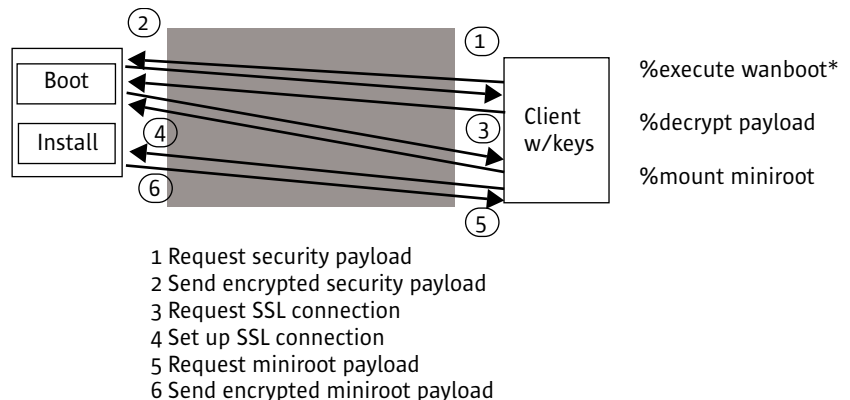 2
1
Boot
Install
4
6
3
5
Client
w/keys
%execute wanboot*
%decrypt payload
%mount miniroot
1 Request security payload
2 Send encrypted security payload
3 Request SSL connection
4 Set up SSL connection
5 Request miniroot payload
6 Send encrypted miniroot payload